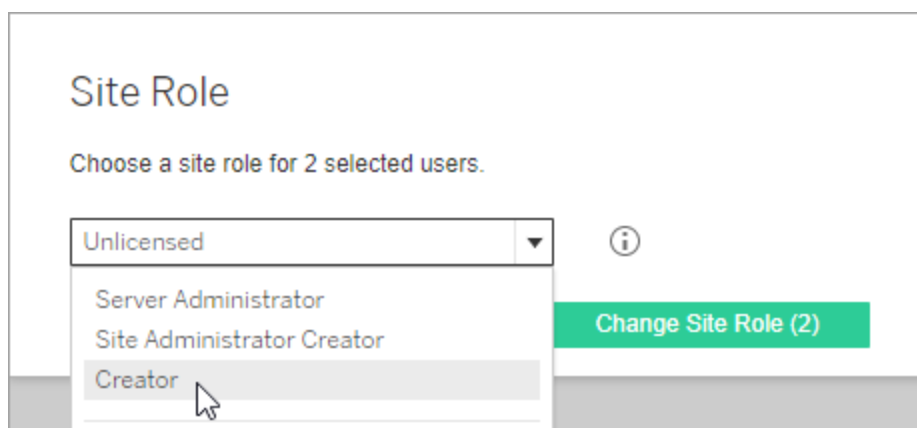 Site Role
Choose a site role for 2 selected users.
Unlicensed
Server Administrator
Site Administrator Creator
Creator
Change Site Role (2)